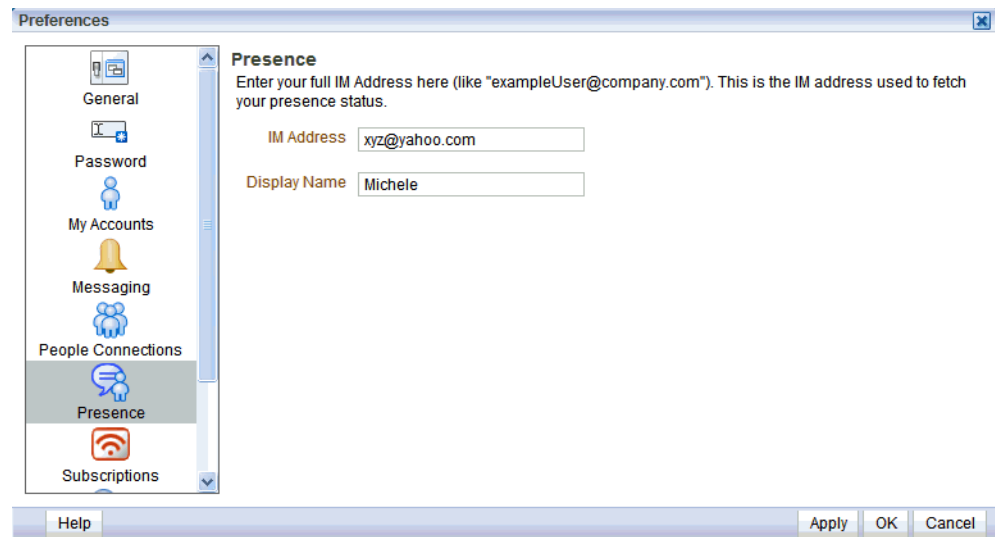 Preferences
General
Password
My Accounts
Messaging
People Connections
Presence
Subscriptions
Presence
Enter your full IM Address here (like "exampleUser@company.com"). This is the IM address used to fetch
your presence status.
IM Address xyz@yahoo.com
Display Name Michele
Help Apply OK Cancel